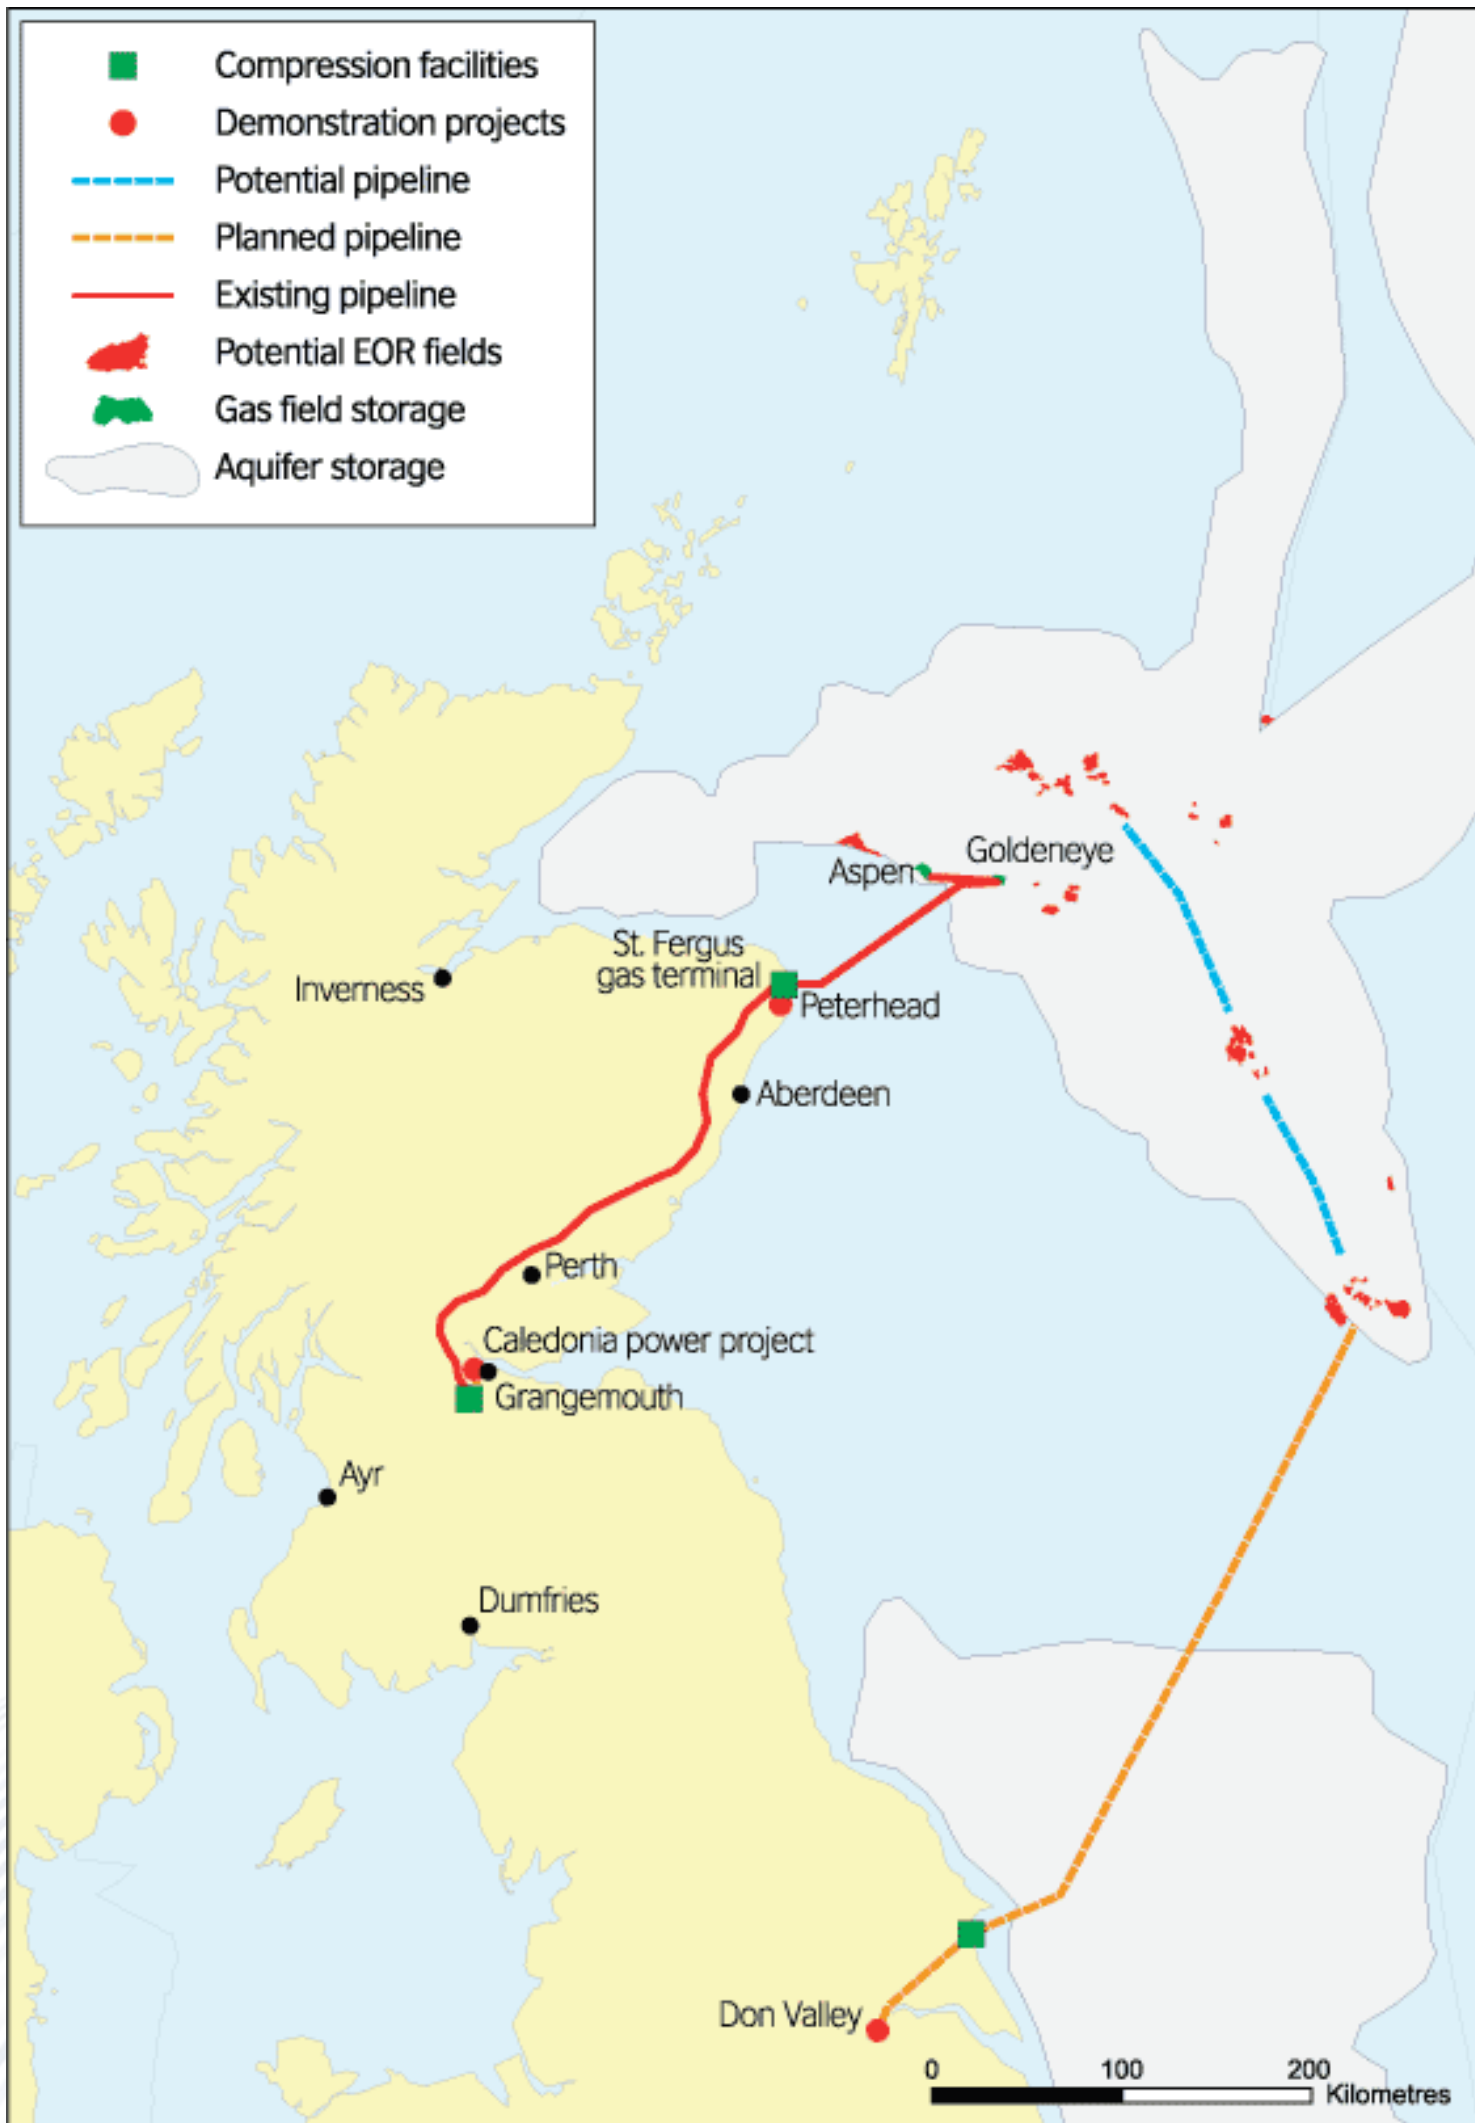 Compression facilities
Demonstration projects
Potential pipeline
Planned pipeline
Existing pipeline
Potential EOR fields
Gas field storage
Aquifer storage
Goldeneye
Aspen
St. Fergus
gas terminal
Inverness
Peterhead
Aberdeen
Perth
Caledonia power project
Grangemouth
Ayr
Dumfries
Don Valley
0 100 200
Kilometres